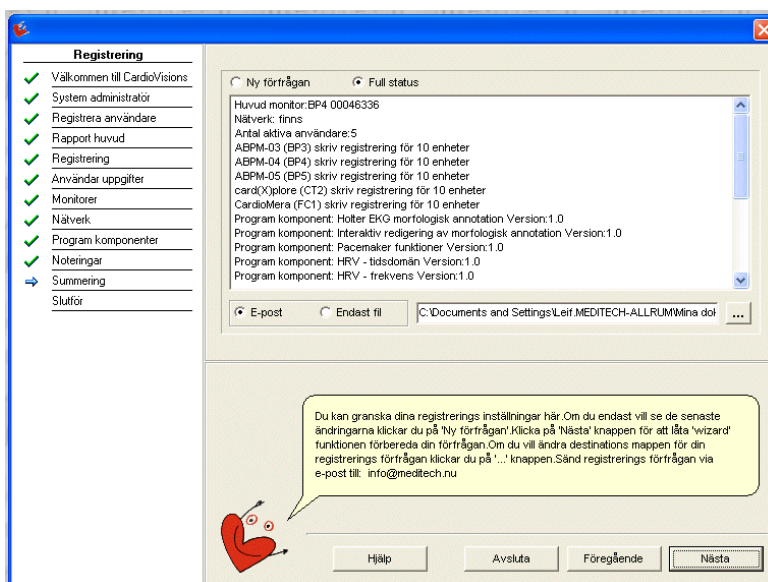 Registrering
Välkommen till CardioVisions
System administratör
Registrera användare
Rapport huvud
Registrering
Användar uppgifter
Monitorer
Nätverk
Program komponenter
Noteringar
Summering
Slutför
Ny förfrågan
Full status
Huvud monitor:BP4 00046336
Nätverk: finns
Antal aktiva användare:5
ABPM-03 (BP3) skriv registrering för 10 enheter
ABPM-04 (BP4) skriv registrering för 10 enheter
ABPM-05 (BP5) skriv registrering för 10 enheter
card(X)plore (CT2) skriv registrering för 10 enheter
CardioMera (FC1) skriv registrering för 10 enheter
Program komponent: Holter EKG morfologisk annotation Version:1.0
Program komponent: Interaktiv redigering av morfologisk annotation Version:1.0
Program komponent: Pacemaker funktioner Version:1.0
Program komponent: HRV - tidsdomän Version:1.0
Program komponent: HRV - frekvens Version:1.0
E-post
Endast fil
C:\Documents and Settings\Leif.MEDITECH-ALLRUM\Mina dol
...
Du kan granska dina registrerings inställningar här.Om du endast vill se de senaste
ändringarna klickar du på 'Ny förfrågan'.Klicka på 'Nästa' knappen för att låta 'wizard'
funktionen förbereda din förfrågan.Om du vill ändra destinations mappen för din
registrerings förfrågan klickar du på '...' knappen.Sänd registrerings förfrågan via
e-post till: info@meditech.nu
Hjälp
Avsluta
Föregående
Nästa